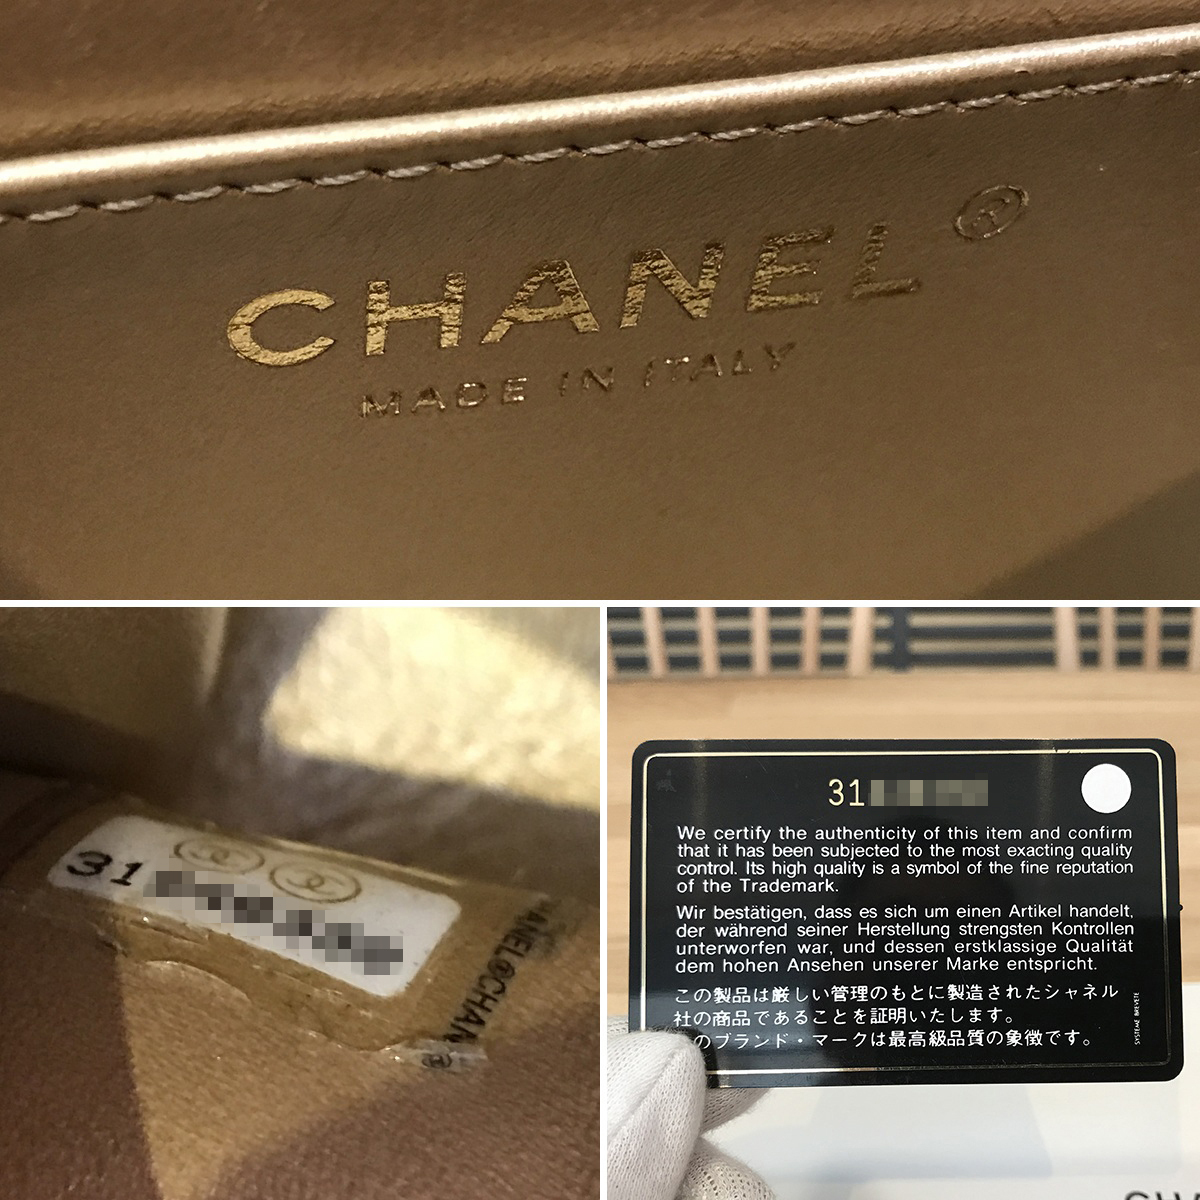 CHANEL®
MADE IN ITALY
31
CHANEL®CHAN
®
31
We certify the authenticity of this item and confirm
that it has been subjected to the most exacting quality
control. Its high quality is a symbol of the fine reputation
of the Trademark.
Wir bestätigen, dass es sich um einen Artikel handelt,
der während seiner Herstellung strengsten Kontrollen
unterworfen war, und dessen erstklassige Qualität
dem hohen Ansehen unserer Marke entspricht.
この製品は厳しい管理のもとに製造されたシャネル
社の商品であることを証明いたします。
のブランド・マークは最高級品質の象徴です。
SYSTEME BREVETE